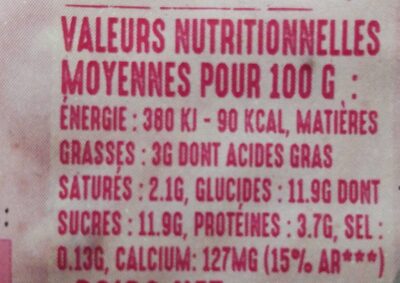 VALEURS NUTRITIONNELLES
MOYENNES POUR 100 G :
ÉNERGIE : 380 KJ - 90 KCAL, MATIÈRES
GRASSES : 3G DONT ACIDES GRAS
SATURÉS : 2.1G, GLUCIDES : 11.9G DONT
SUCRES : 11.9G, PROTÉINES : 3.7G, SEL :
0.13G, CALCIUM: 127MG (15% AR***)